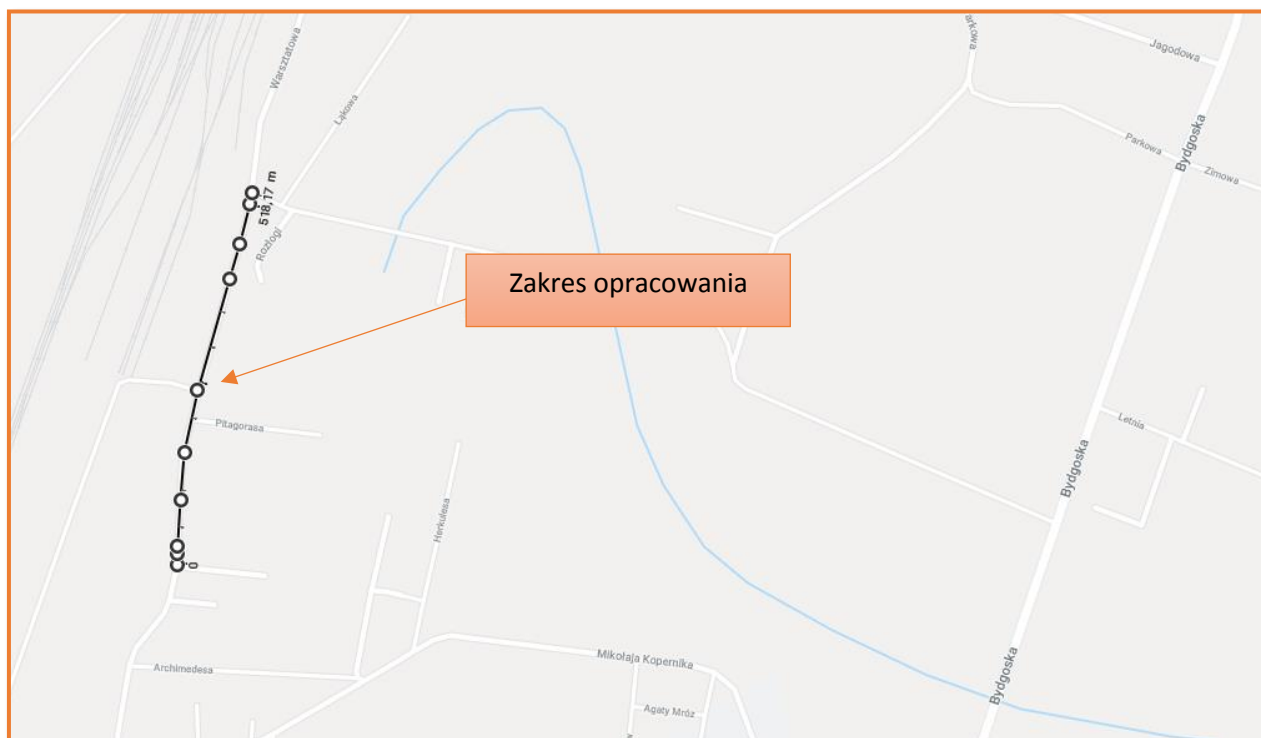 arkowa
Jagodowa
Warsztatowa
Łąkowa
Bydgoska
Parkowa
Zimowa
518,17 m
Rozłogi
Zakres opracowania
Pitagorasa
Letnia
Bydgoska
Herkulesa
0
Mikołaja Kopernika
Archimedesa
Bydgoska
Agaty Mróz